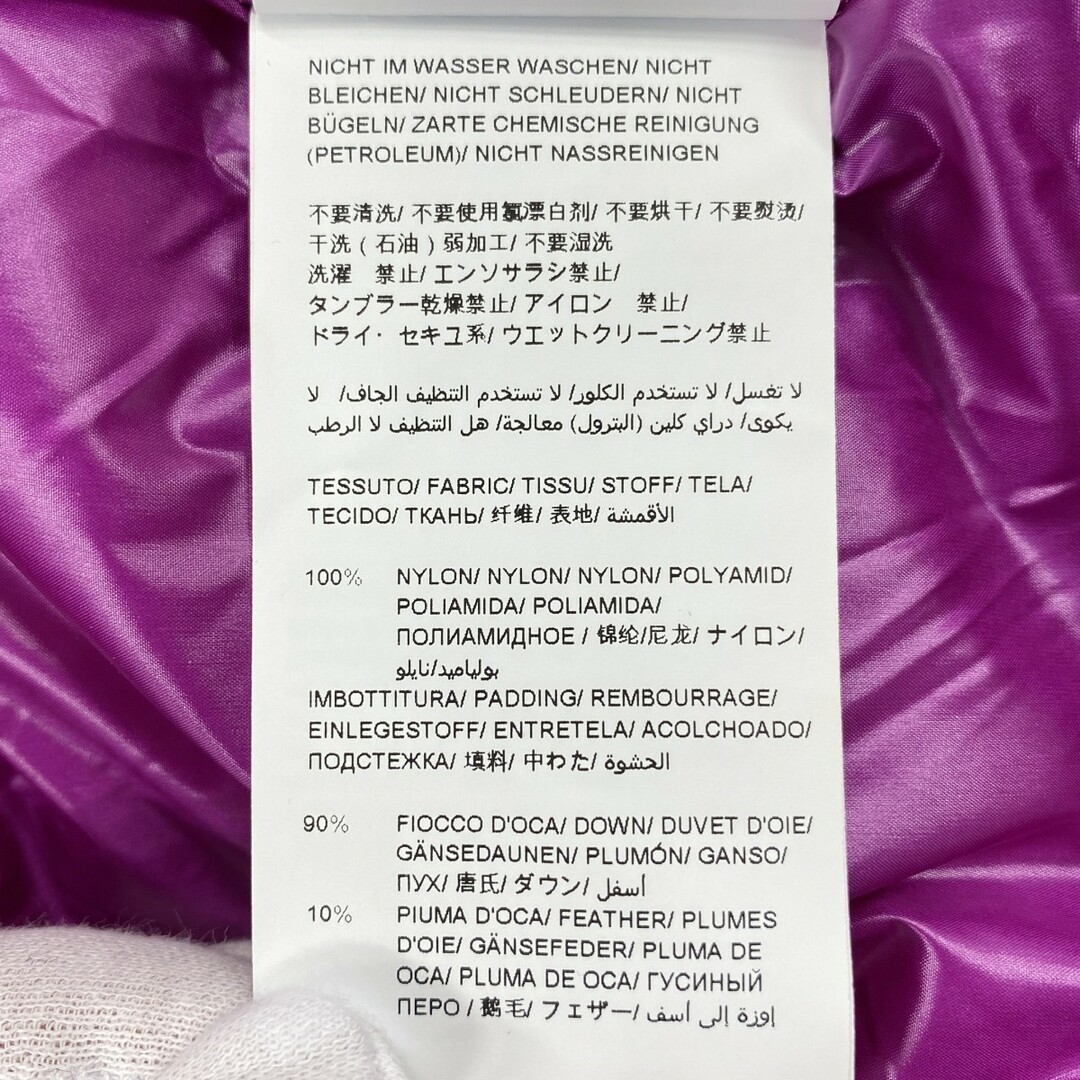 NICHT IM WASSER WASCHEN/ NICHT
BLEICHEN/ NICHT SCHLEUDERN/ NICHT
BÜGELN/ ZARTE CHEMISCHE REINIGUNG
(PETROLEUM)/ NICHT NASSREINIGEN
不要清洗/ 不要使用氯漂白剂/ 不要烘干/ 不要熨烫/
干洗 ( 石油 ) 弱加工/ 不要湿洗
洗濯 禁止/ エンソサラシ禁止/
タンブラー乾燥禁止/ アイロン 禁止/
ドライ· セキユ系/ ウエットクリーニング禁止
لا تغسل/ لا تستخدم الكلور/ لا تستخدم التنظيف الجاف/ لا
يكوى/ دراي كلين (البترول) معالجة/ هل التنظيف لا الرطب
TESSUTO/ FABRIC/ TISSU/ STOFF/ TELA/
TECIDO/ ТКАНЬ/ 纤维/ 表地/ الأقمشة
100% NYLON/ NYLON/ NYLON/ POLYAMID/
POLIAMIDA/ POLIAMIDA/
ПОЛИАМИДНОЕ / 锦纶/尼龙/ ナイロン/
بولياميد/نايلو
IMBOTTITURA/ PADDING/ REMBOURRAGE/
EINLEGESTOFF/ ENTRETELA/ ACOLCHOADO/
ПОДСТЕЖКА/ 填料/ 中わた/ الحشوة
90% FIOCCO D'OCA/ DOWN/ DUVET D'OIE/
GÄNSEDAUNEN/ PLUMÓN/ GANSO/
ПУХ/ 唐氏/ ダウン/ أسفل
10% PIUMA D'OCA/ FEATHER/ PLUMES
D'OIE/ GÄNSEFEDER/ PLUMA DE
OCA/ PLUMA DE OCA/ ГУСИНЫЙ
ПЕРО / 鹅毛/ フェザー/ إوزة إلى أسف